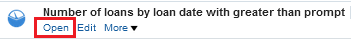 Number of loans by loan date with greater than prompt
Open Edit More